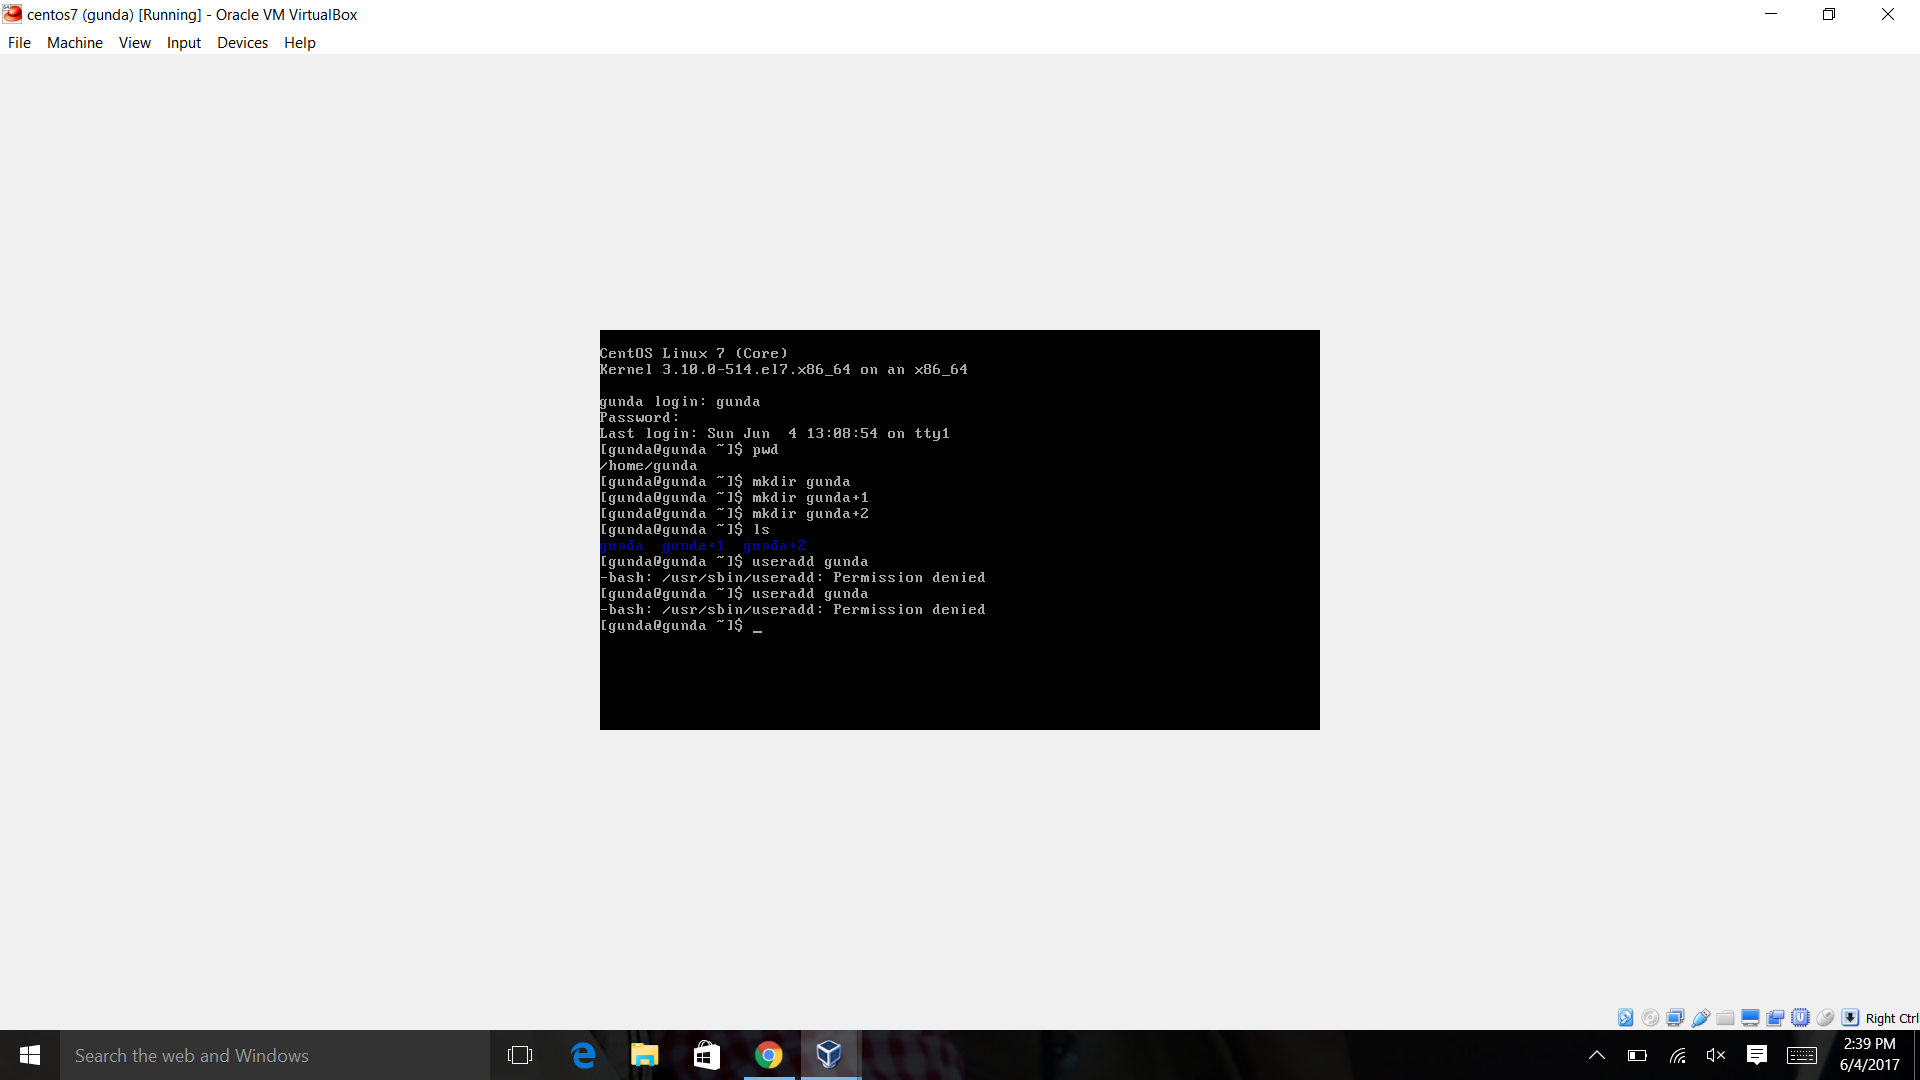 centos7 (gunda) [Running] - Oracle VM VirtualBox
File Machine View Input Devices Help
CentOS Linux 7 (Core)
Kernel 3.10.0-514.el7.x86_64 on an x86_64
gunda login: gunda
Password:
Last login: Sun Jun  4 13:08:54 on tty1
[gunda@gunda ~]$ pwd
/home/gunda
[gunda@gunda ~]$ mkdir gunda
[gunda@gunda ~]$ mkdir gunda+1
[gunda@gunda ~]$ mkdir gunda+2
[gunda@gunda ~]$ ls
gunda  gunda+1  gunda+2
[gunda@gunda ~]$ useradd gunda
-bash: /usr/sbin/useradd: Permission denied
[gunda@gunda ~]$ useradd gunda
-bash: /usr/sbin/useradd: Permission denied
[gunda@gunda ~]$ _
Right Ctrl
Search the web and Windows
2:39 PM
6/4/2017